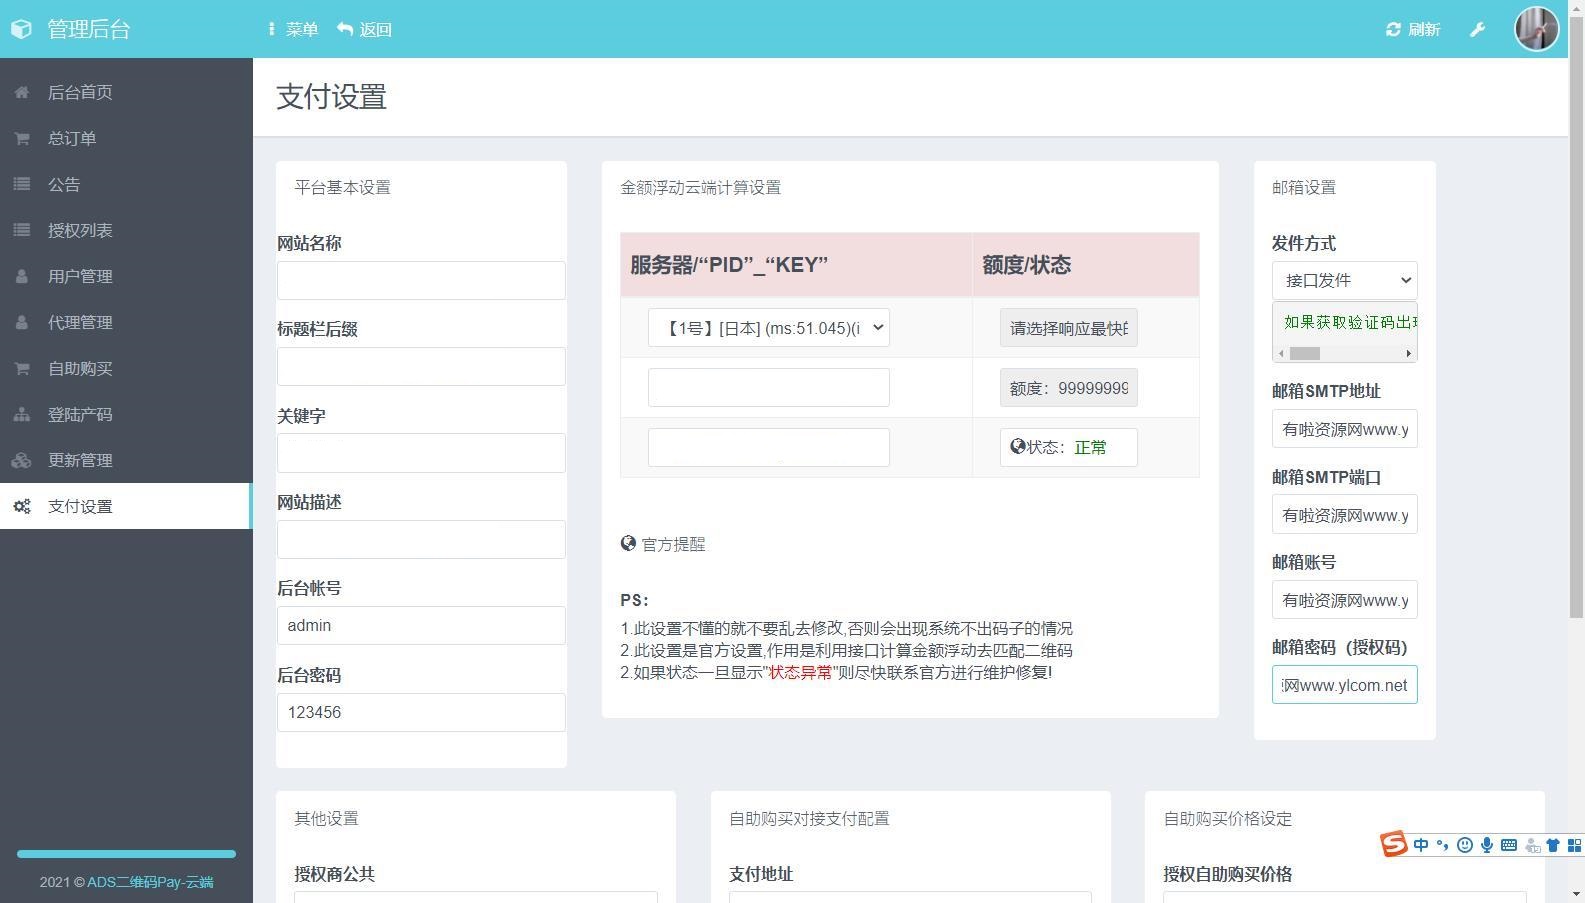 管理后台
菜单
返回
刷新
后台首页
总订单
公告
授权列表
用户管理
代理管理
自助购买
登陆产码
更新管理
支付设置
2021 © ADS二维码Pay-云端
支付设置
平台基本设置
网站名称
标题栏后缀
关键字
网站描述
后台帐号
admin
后台密码
123456
金额浮动云端计算设置
服务器/“PID”_“KEY”
额度/状态
【1号】[日本] (ms:51.045)(i
请选择响应最快的
额度：99999999
状态：正常
官方提醒
PS：
1.此设置不懂的就不要乱去修改,否则会出现系统不出码子的情况
2.此设置是官方设置,作用是利用接口计算金额浮动去匹配二维码
2.如果状态一旦显示"状态异常"则尽快联系官方进行维护修复!
邮箱设置
发件方式
接口发件
如果获取验证码出现
邮箱SMTP地址
有啦资源网www.y
邮箱SMTP端口
有啦资源网www.y
邮箱账号
有啦资源网www.y
邮箱密码（授权码）
网www.ylcom.net
其他设置
授权商公共
自助购买对接支付配置
支付地址
自助购买价格设定
授权自助购买价格
中